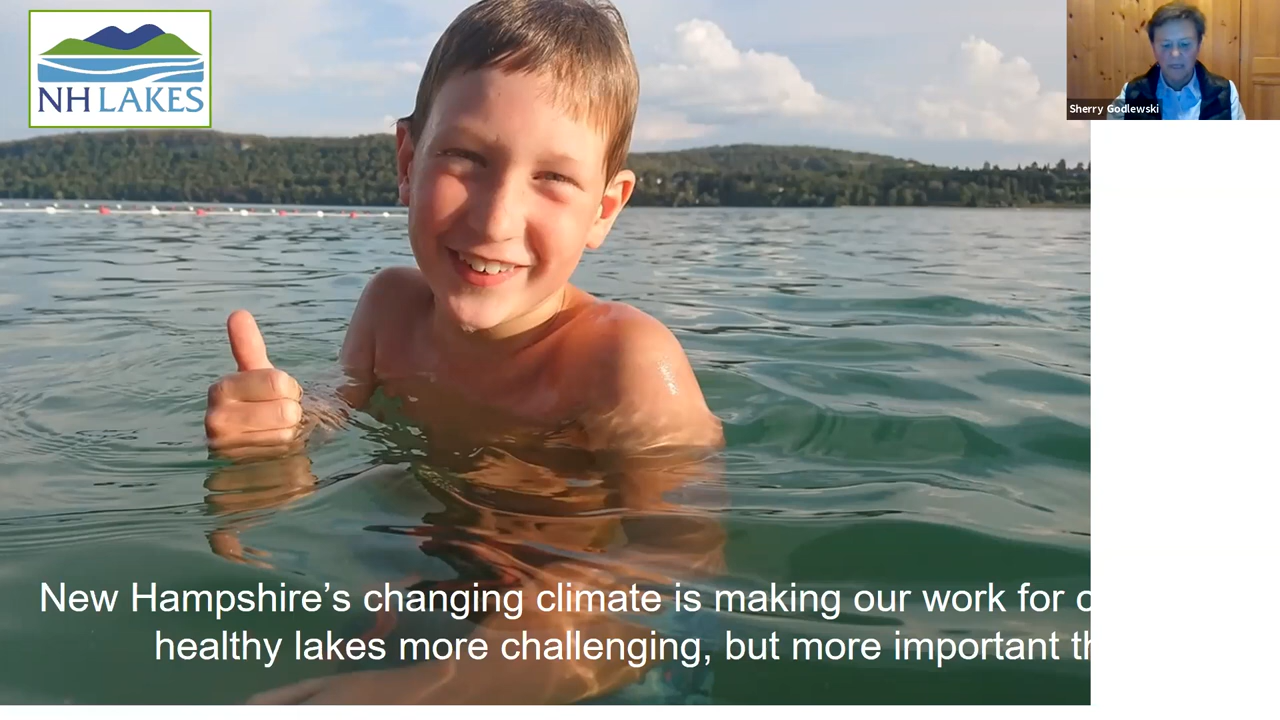 NH LAKES
Sherry Godlewski
New Hampshire's changing climate is making our work for
healthy lakes more challenging, but more important